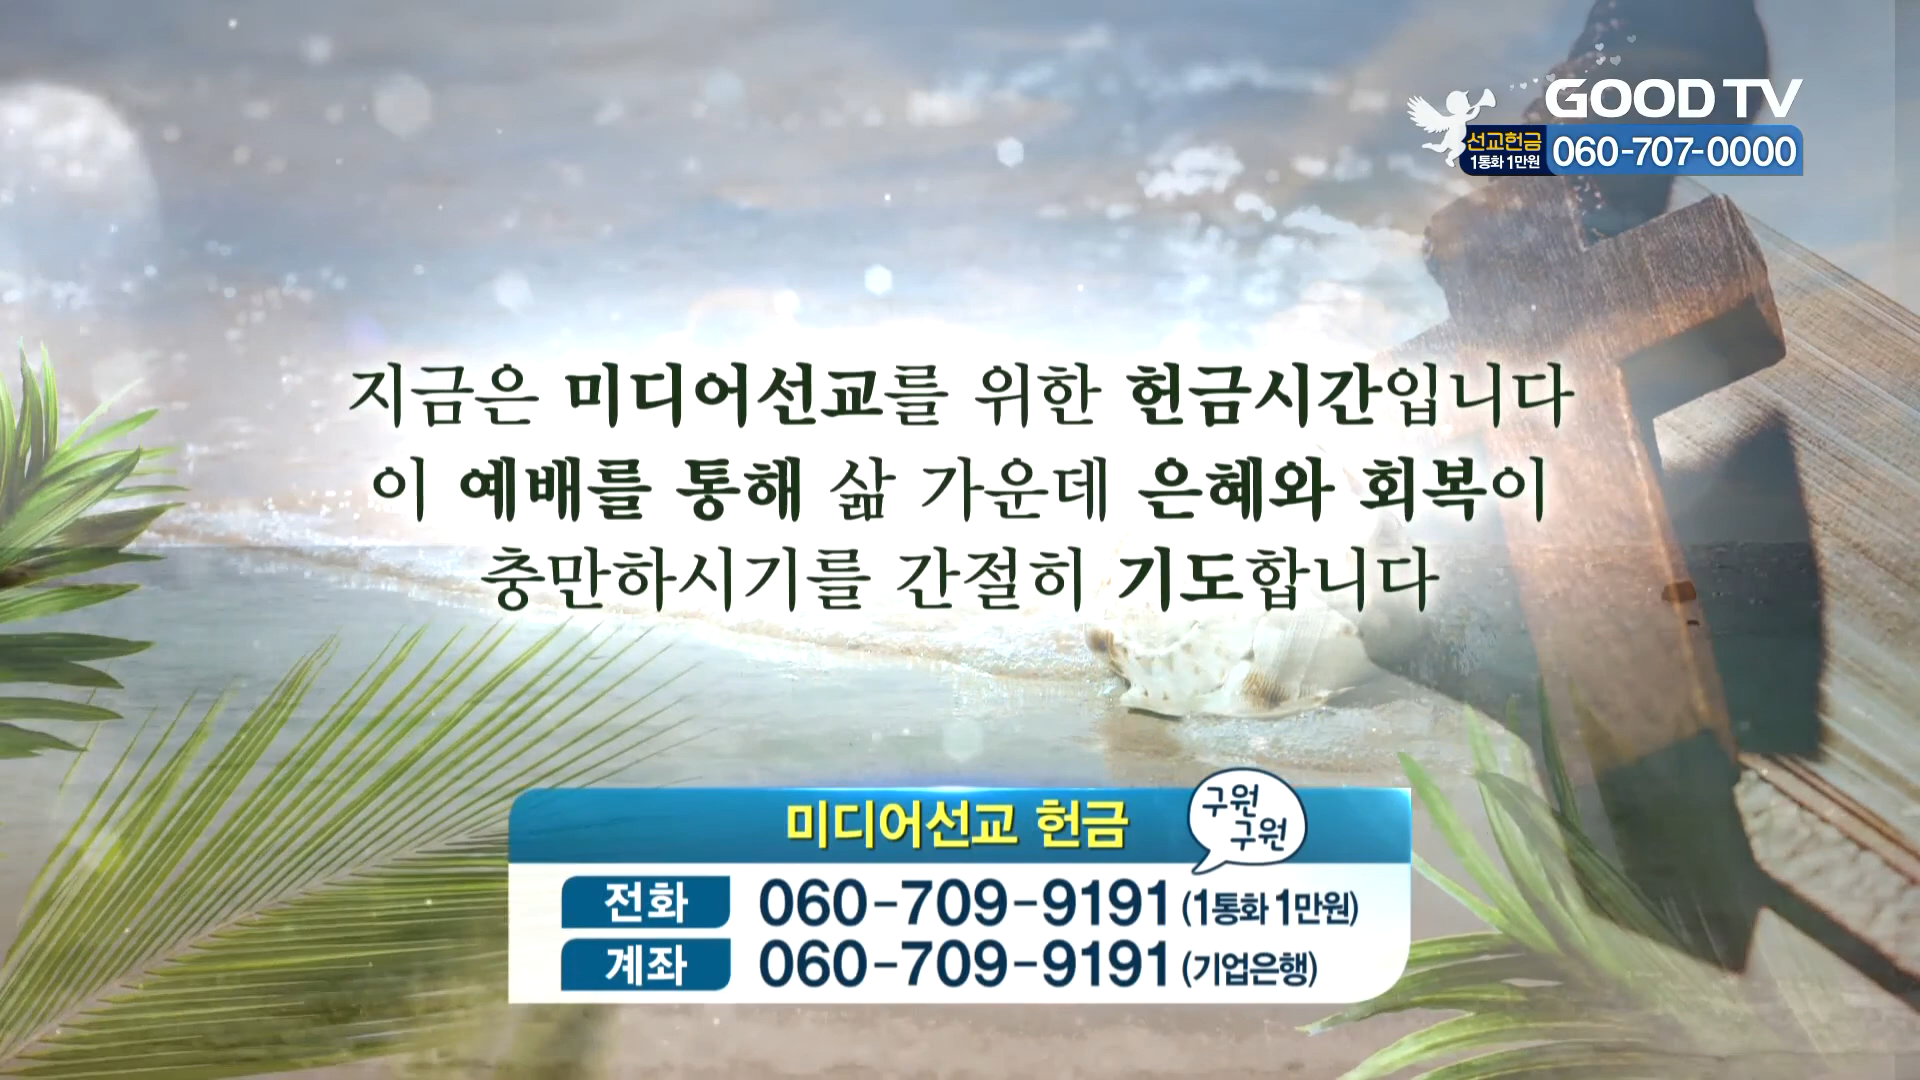 GOOD TV
선교헌금
1통화 1만원
060-707-0000
지금은 미디어선교를 위한 헌금시간입니다
이 예배를 통해 삶 가운데 은혜와 회복이
충만하시기를 간절히 기도합니다
미디어선교 헌금
구원
구원
전화 060-709-9191 (1통화 1만원)
계좌 060-709-9191 (기업은행)